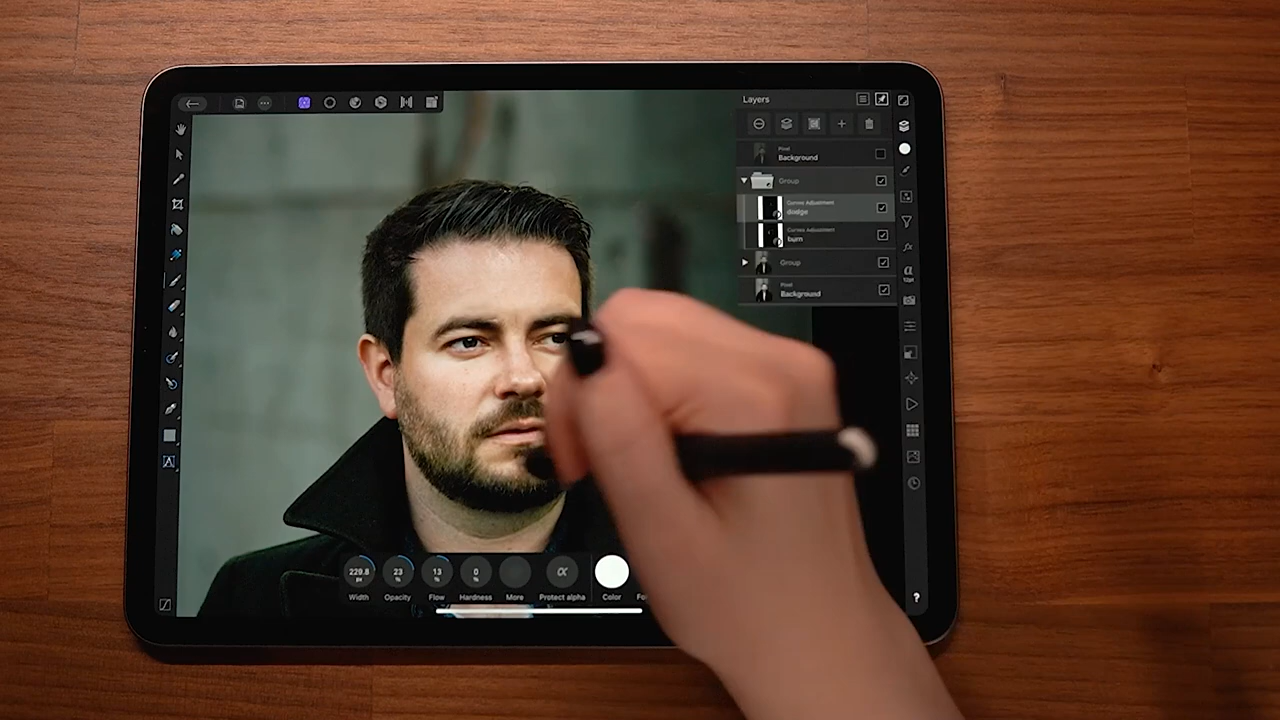 Layers
Pixel
Background
Group
Curves Adjustment
dodge
Curves Adjustment
burn
Group
Pixel
Background
229.8
px
23
%
13
%
0
%
α
Width
Opacity
Flow
Hardness
More
Protect alpha
Color
?